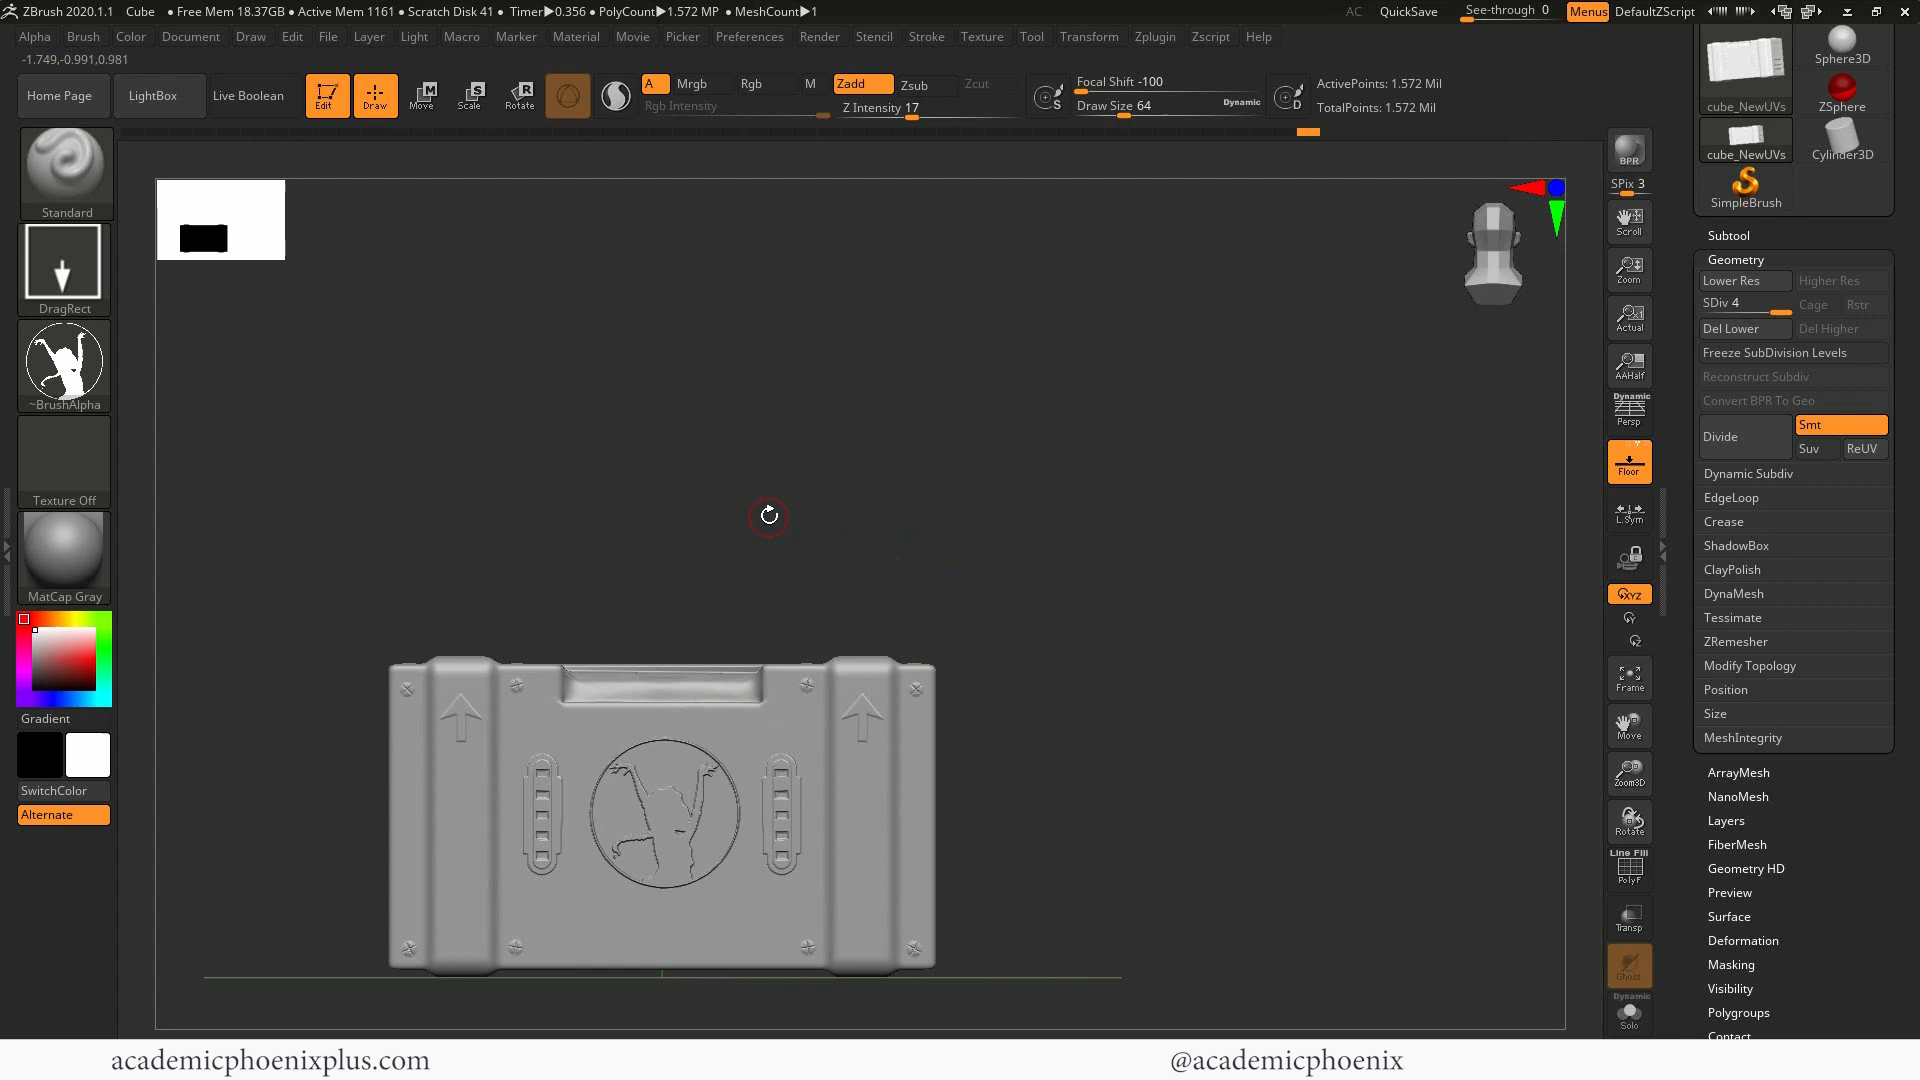 ZBrush 2020.1.1 Cube • Free Mem 18.37GB • Active Mem 1161 • Scratch Disk 41 • Timer▶0.356 • PolyCount▶1.572 MP • MeshCount▶1 AC QuickSave See-through 0 Menus DefaultZScript
Alpha Brush Color Document Draw Edit File Layer Light Macro Marker Material Movie Picker Preferences Render Stencil Stroke Texture Tool Transform Zplugin Zscript Help
-1.749,-0.991,0.981
Home Page LightBox Live Boolean Edit Draw Move Scale Rotate
A Mrgb Rgb M Zadd Zsub Zcut
Rgb Intensity Z Intensity 17
Focal Shift -100
Draw Size 64 Dynamic
S D
ActivePoints: 1.572 Mil
TotalPoints: 1.572 Mil
Standard
DragRect
~BrushAlpha
Texture Off
MatCap Gray
Gradient
SwitchColor
Alternate
BPR
SPix 3
Scroll
Zoom
Actual
AAHalf
Dynamic
Persp
Floor
L.Sym
XYZ
Y
Z
Frame
Move
Zoom3D
Rotate
Line Fill
PolyF
Transp
Ghost
Dynamic
Solo
cube_NewUVs Sphere3D
ZSphere
cube_NewUVs Cylinder3D
SimpleBrush
Subtool
Geometry
Lower Res Higher Res
SDiv 4 Cage Rstr
Del Lower Del Higher
Freeze SubDivision Levels
Reconstruct Subdiv
Convert BPR To Geo
Divide Smt
Suv ReUV
Dynamic Subdiv
EdgeLoop
Crease
ShadowBox
ClayPolish
DynaMesh
Tessimate
ZRemesher
Modify Topology
Position
Size
MeshIntegrity
ArrayMesh
NanoMesh
Layers
FiberMesh
Geometry HD
Preview
Surface
Deformation
Masking
Visibility
Polygroups
Contact
academicphoenixplus.com @academicphoenix